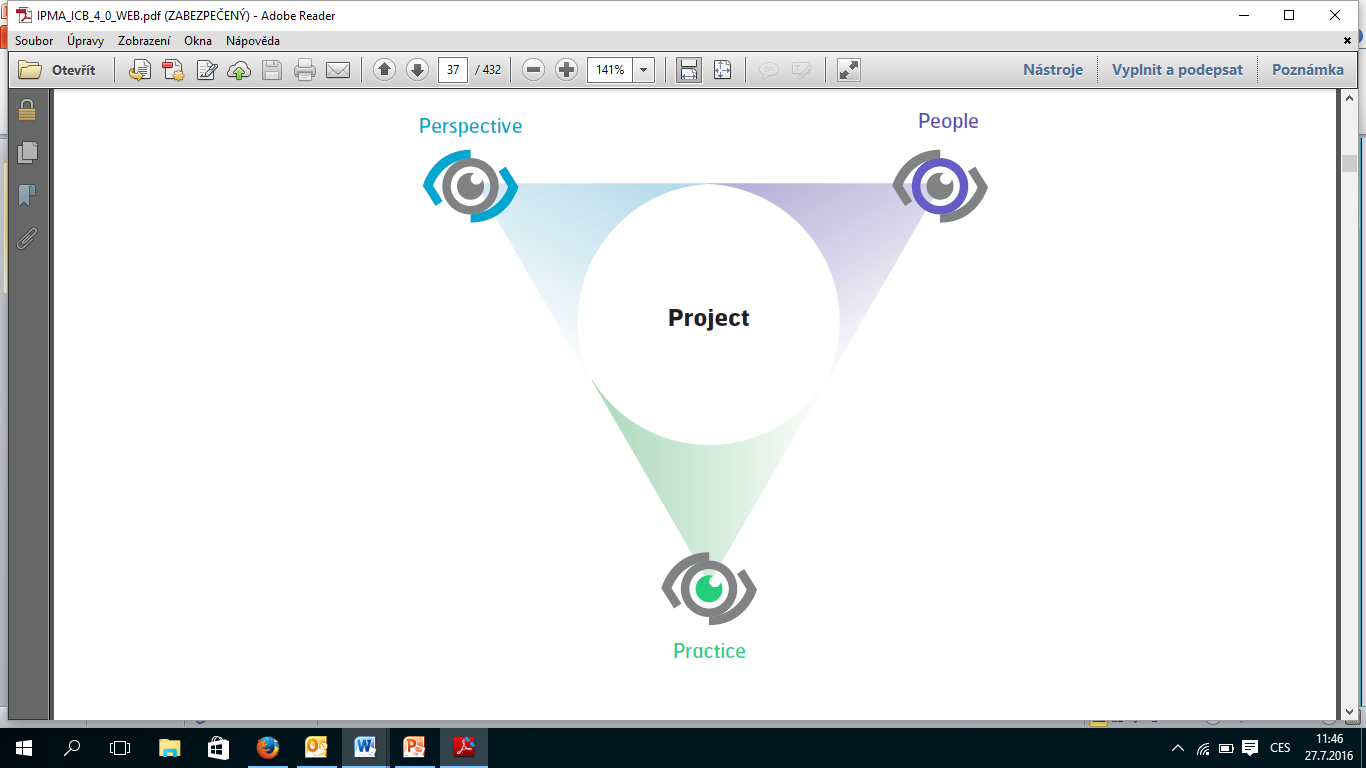 IPMA_ICB_4_0_WEB.pdf (ZABEZPEČENÝ) - Adobe Reader
Soubor Úpravy Zobrazení Okna Nápověda
Otevřít 37 / 432 141% Nástroje Vyplnit a podepsat Poznámka
Perspective
People
Project
Practice
CES
11:46
27.7.2016